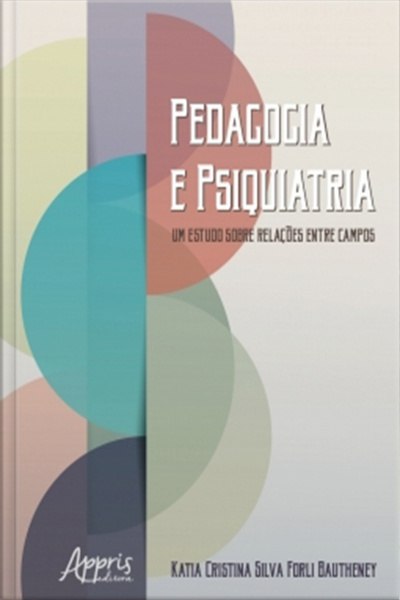 PEDAGOGIA
E PSIQUIATRIA
UM ESTUDO SOBRE RELAÇÕES ENTRE CAMPOS
Appris
editora
KATIA CRISTINA SILVA FORLI BAUTHENEY